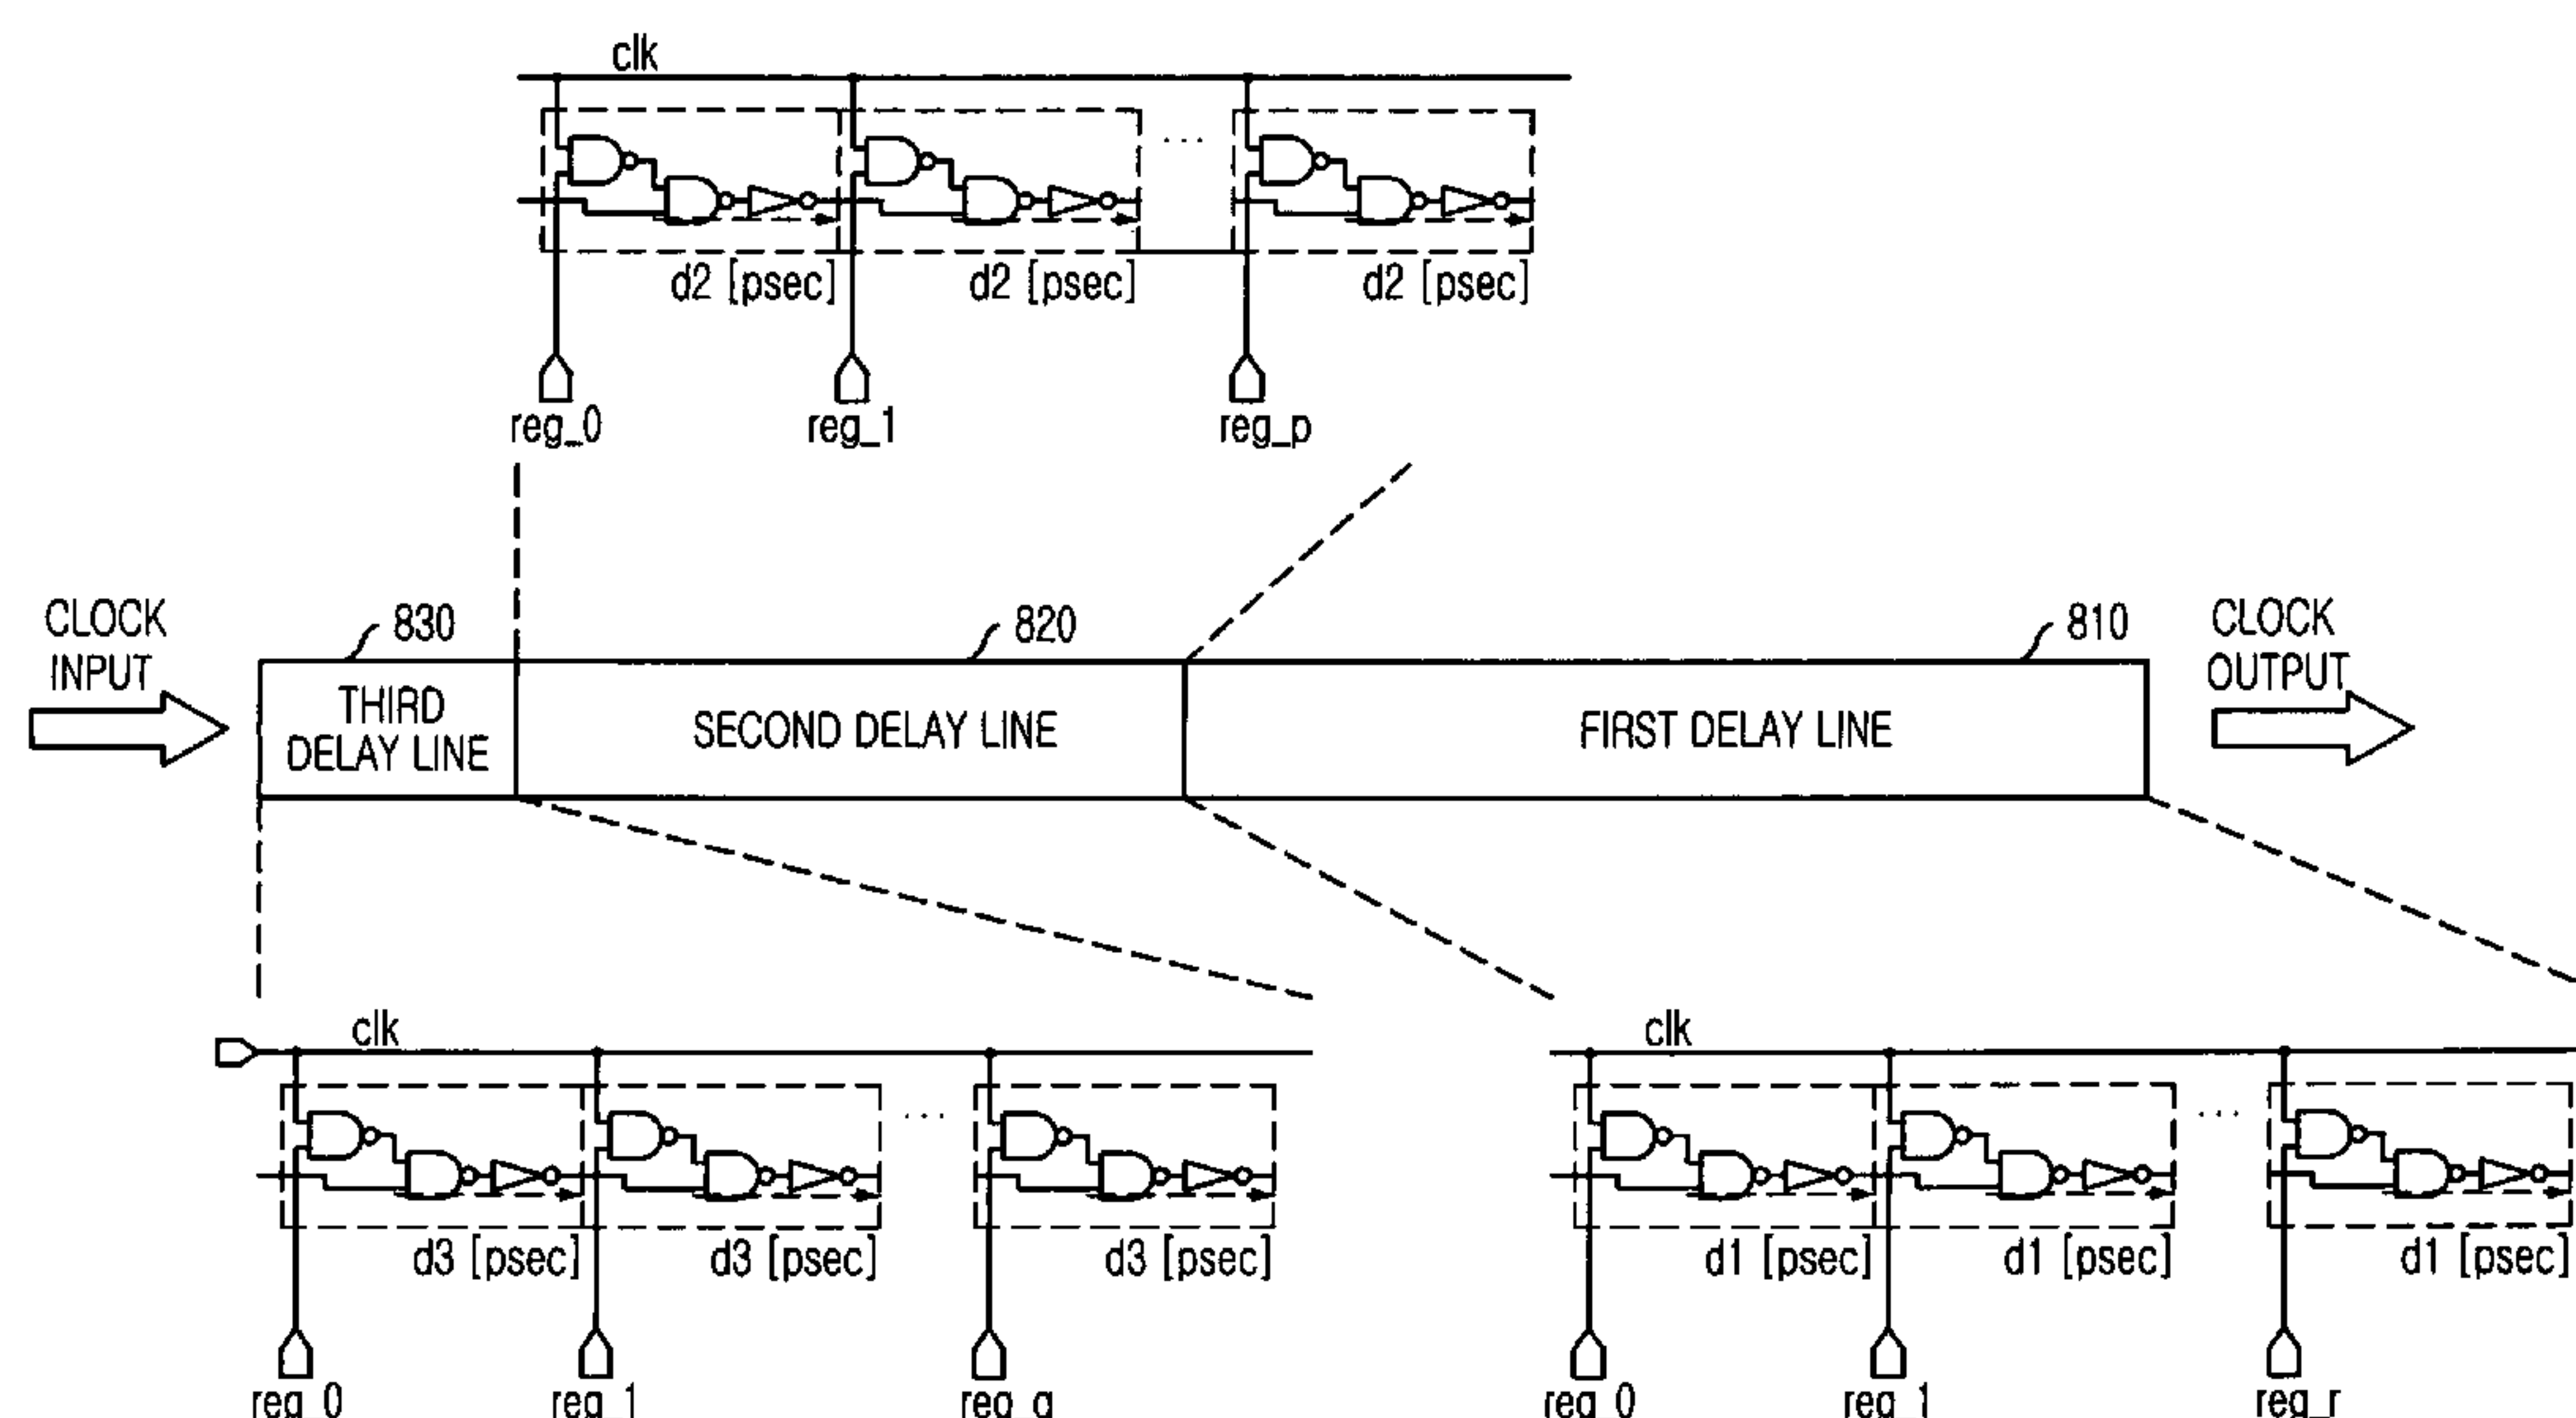 clk
d2 [psec] d2 [psec] ... d2 [psec]
reg_0 reg_1 reg_p
CLOCK INPUT
830
820
810
CLOCK OUTPUT
THIRD DELAY LINE
SECOND DELAY LINE
FIRST DELAY LINE
clk
d3 [psec] d3 [psec] ... d3 [psec]
reg_0 reg_1
clk
d1 [psec] d1 [psec] ... d1 [psec]
reg_0 reg_1 reg_r